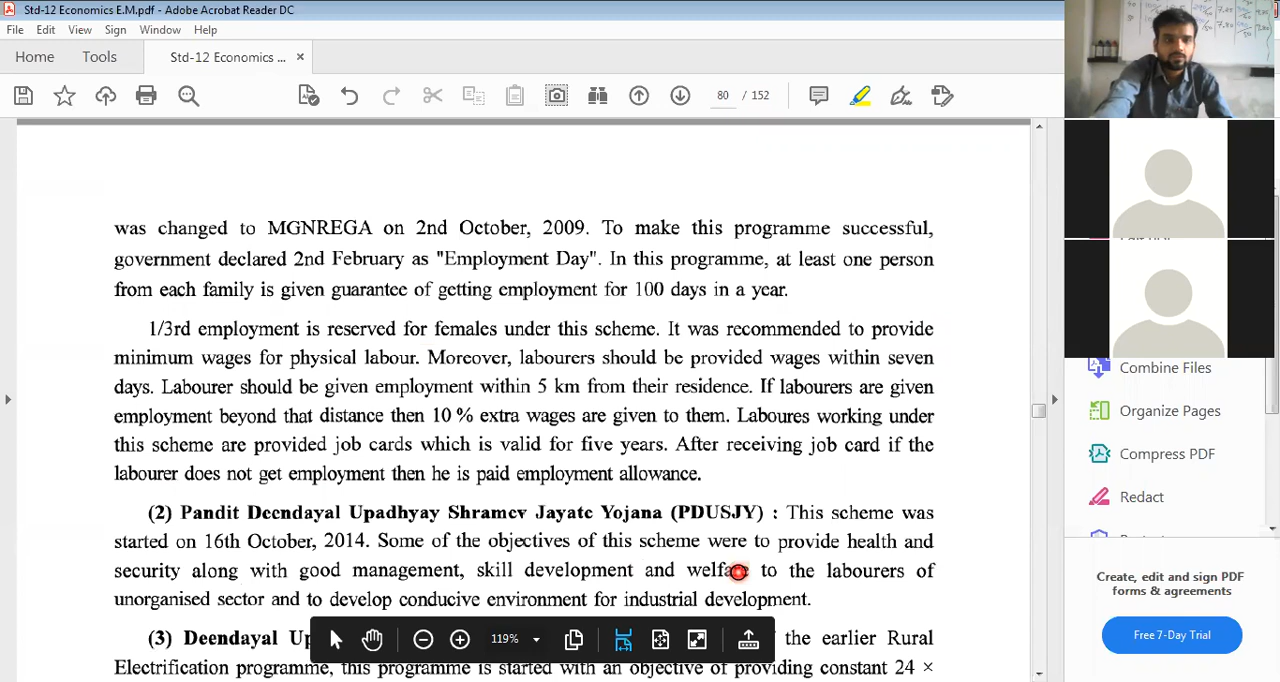 Std-12 Economics E.M.pdf - Adobe Acrobat Reader DC
File Edit View Sign Window Help
Home Tools Std-12 Economics ... ×
80 / 152
was changed to MGNREGA on 2nd October, 2009. To make this programme successful,
government declared 2nd February as "Employment Day". In this programme, at least one person
from each family is given guarantee of getting employment for 100 days in a year.
1/3rd employment is reserved for females under this scheme. It was recommended to provide
minimum wages for physical labour. Moreover, labourers should be provided wages within seven
days. Labourer should be given employment within 5 km from their residence. If labourers are given
employment beyond that distance then 10 % extra wages are given to them. Laboures working under
this scheme are provided job cards which is valid for five years. After receiving job card if the
labourer does not get employment then he is paid employment allowance.
(2) Pandit Deendayal Upadhyay Shramev Jayate Yojana (PDUSJY) : This scheme was
started on 16th October, 2014. Some of the objectives of this scheme were to provide health and
security along with good management, skill development and welfare to the labourers of
unorganised sector and to develop conducive environment for industrial development.
(3) Deendayal the earlier Rural
Electrification programme, this programme is started with an objective of providing constant 24 ×
119%
Combine Files
Organize Pages
Compress PDF
Redact
Create, edit and sign PDF
forms & agreements
Free 7-Day Trial